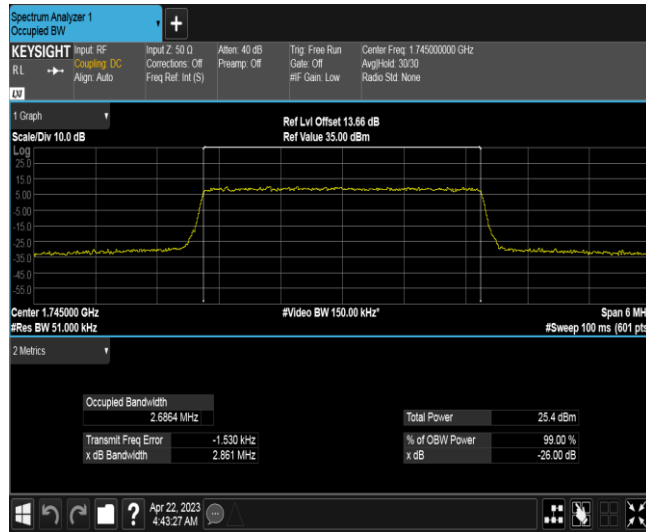 Spectrum Analyzer 1
Occupied BW
+
KEYSIGHT Input: RF Input Z: 50 Ω Atten: 40 dB Trig: Free Run Center Freq: 1.745000000 GHz
RL Coupling: DC Corrections: Off Preamp: Off Gate: Off Avg|Hold: 30/30
Align: Auto Freq Ref: Int (S) #IF Gain: Low Radio Std: None
LXI
1 Graph
Scale/Div 10.0 dB
Ref Lvl Offset 13.66 dB
Ref Value 35.00 dBm
Log
25.0
15.0
5.00
-5.00
-15.0
-25.0
-35.0
-45.0
-55.0
Center 1.745000 GHz #Video BW 150.00 kHz* Span 6 MH
#Res BW 51.000 kHz #Sweep 100 ms (601 pts
2 Metrics
Occupied Bandwidth
2.6864 MHz
Total Power 25.4 dBm
Transmit Freq Error -1.530 kHz % of OBW Power 99.00 %
x dB Bandwidth 2.861 MHz x dB -26.00 dB
? Apr 22, 2023
4:43:27 AM